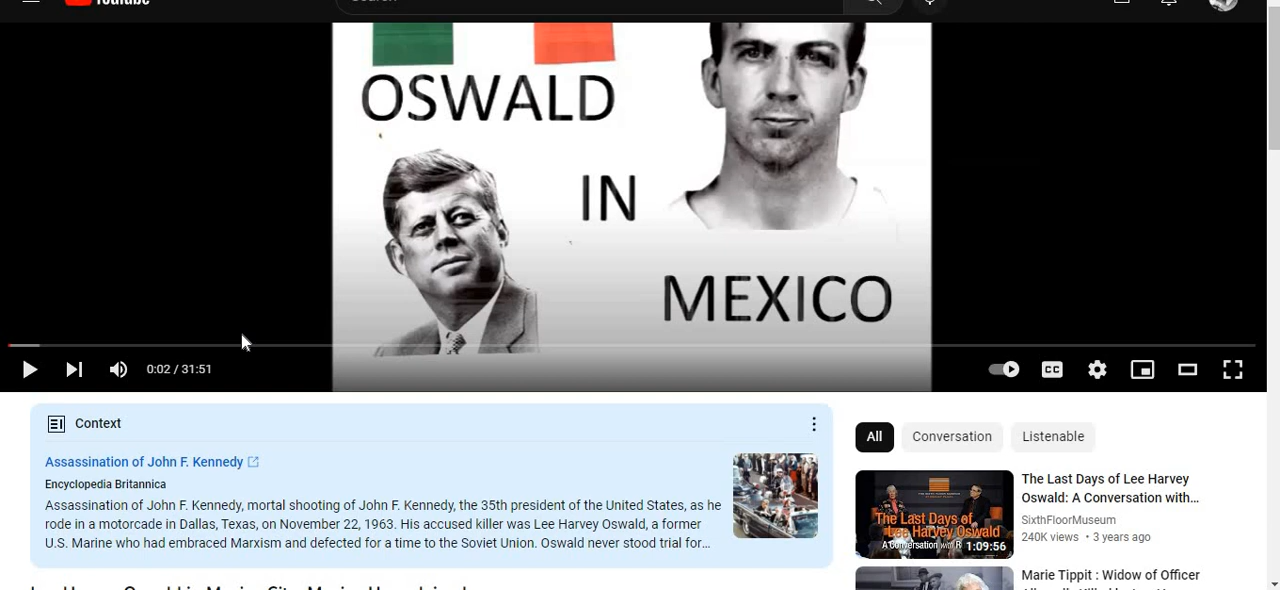 YouTube
Search
OSWALD
IN
MEXICO
0:02 / 31:51
CC
Context
Assassination of John F. Kennedy
Encyclopedia Britannica
Assassination of John F. Kennedy, mortal shooting of John F. Kennedy, the 35th president of the United States, as he
rode in a motorcade in Dallas, Texas, on November 22, 1963. His accused killer was Lee Harvey Oswald, a former
U.S. Marine who had embraced Marxism and defected for a time to the Soviet Union. Oswald never stood trial for...
All
Conversation
Listenable
The Last Days of
Lee Harvey Oswald
A Conversation with R
1:09:56
The Last Days of Lee Harvey
Oswald: A Conversation with...
SixthFloorMuseum
240K views • 3 years ago
Marie Tippit : Widow of Officer